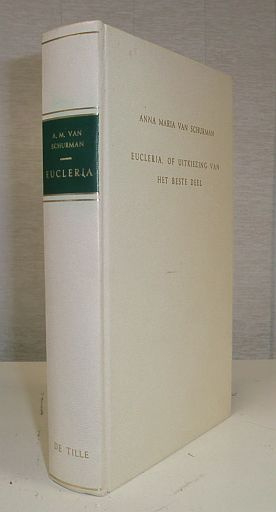 A. M. VAN
SCHURMAN
EUCLERIA
DE TILLE
ANNA MARIA VAN SCHURMAN
EUCLERIA, OF UITKIEZING VAN
HET BESTE DEEL